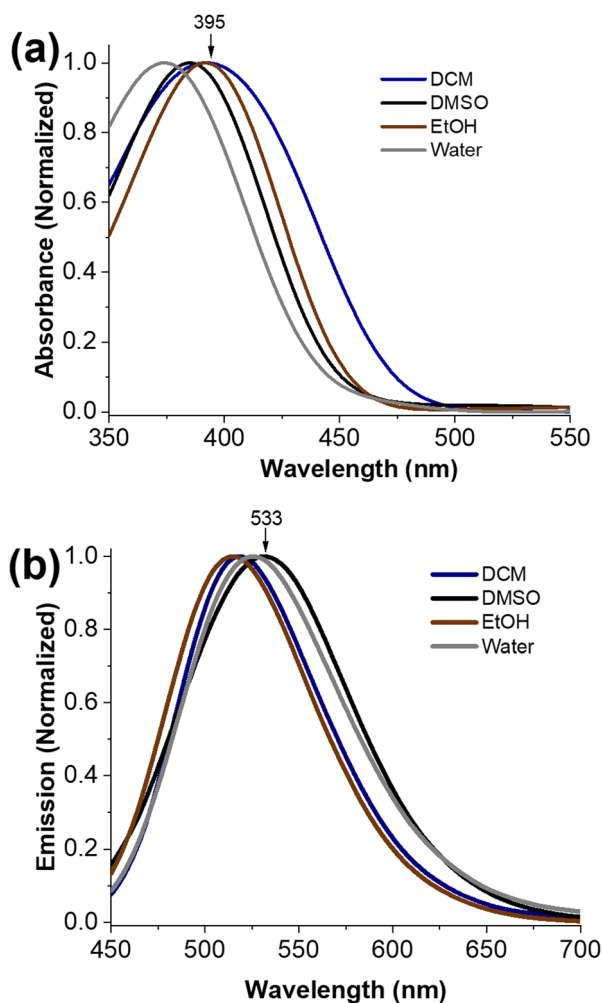 (a)
395
DCM
DMSO
EtOH
Water
Absorbance (Normalized)
1.0
0.8
0.6
0.4
0.2
0.0
350 400 450 500 550
Wavelength (nm)
(b)
533
DCM
DMSO
EtOH
Water
Emission (Normalized)
1.0
0.8
0.6
0.4
0.2
0.0
450 500 550 600 650 700
Wavelength (nm)